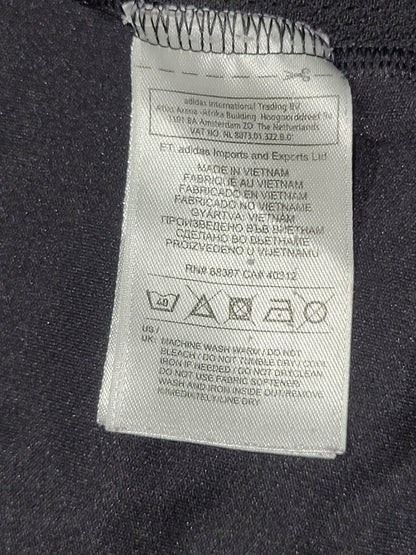 adidas International Trading BV
Atlas Arena - Afrika Building Hoogoorddreef 9a
1101 BA Amsterdam ZO The Netherlands
VAT NO. NL 8073.01.322.B.01
ET: adidas Imports and Exports Ltd
MADE IN VIETNAM
FABRIQUÉ AU VIETNAM
FABRICADO EN VIETNAM
FABRICADO NO VIETNAME
GYÁRTVA: VIETNAM
ПРОИЗВЕДЕНО ВЪВ ВИЕТНАМ
СДЕЛАНО ВО ВЬЕТНАМЕ
PROIZVEDENO U VIJETNAMU
RN# 88387 CA# 40312
40
US /
UK: MACHINE WASH WARM / DO NOT
BLEACH / DO NOT TUMBLE DRY / COOL
IRON IF NEEDED / DO NOT DRYCLEAN
DO NOT USE FABRIC SOFTENER/
WASH AND IRON INSIDE OUT/REMOVE
IMMEDIATELY/LINE DRY